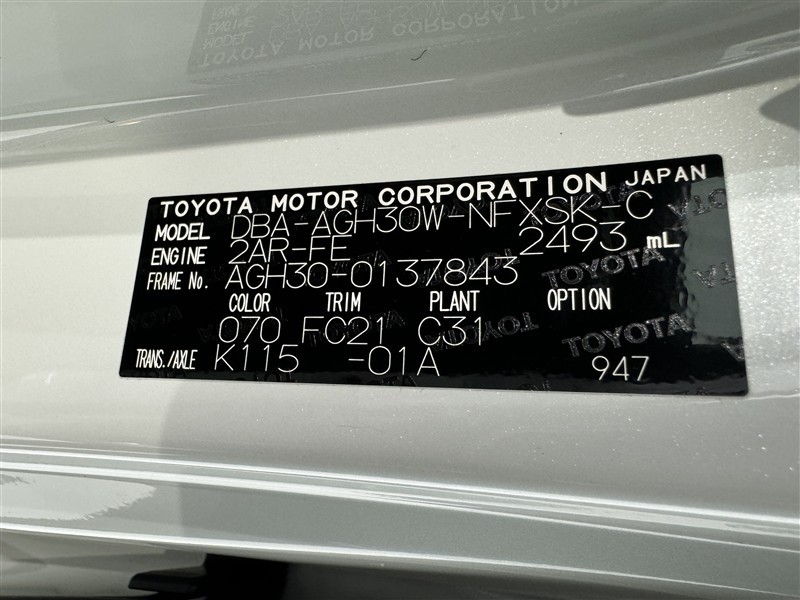 TOYOTA MOTOR CORPORATION JAPAN
MODEL DBA-AGH30W-NFXSK-C
ENGINE 2AR-FE 2493 mL
FRAME No. AGH30-0137843
COLOR TRIM PLANT OPTION
070 FC21 C31
TRANS./AXLE K115 -01A 947